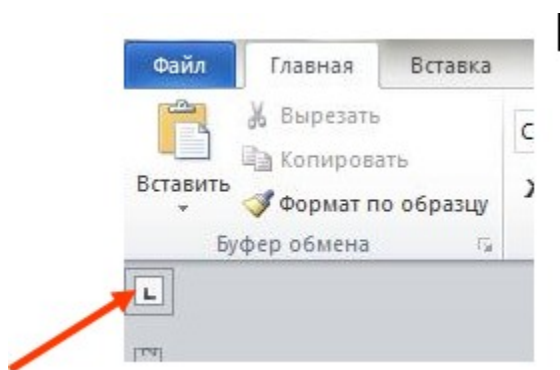 Файл Главная Вставка
Вырезать
Копировать
Вставить
Формат по образцу
Буфер обмена